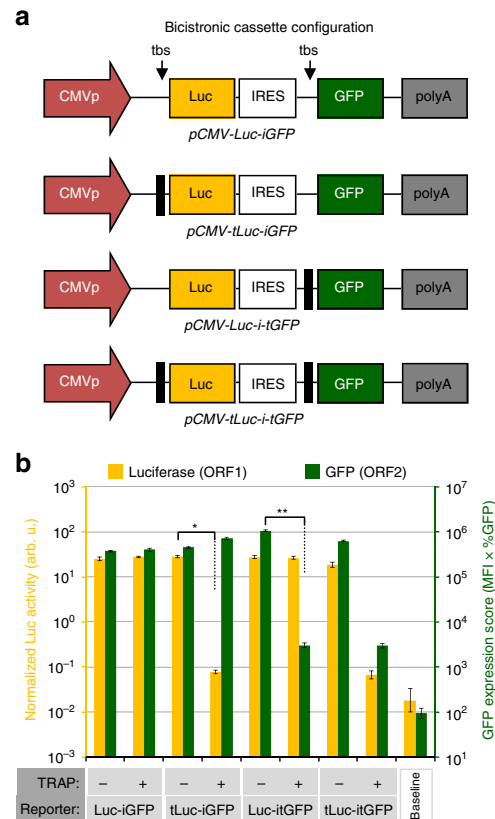 a
Bicistronic cassette configuration
tbs tbs
CMVp Luc IRES GFP polyA
pCMV-Luc-iGFP
CMVp Luc IRES GFP polyA
pCMV-tLuc-iGFP
CMVp Luc IRES GFP polyA
pCMV-Luc-i-tGFP
CMVp Luc IRES GFP polyA
pCMV-tLuc-i-tGFP
b
Luciferase (ORF1) GFP (ORF2)
Normalized Luc activity (arb. u.)
10³
10²
10¹
10⁰
10⁻¹
10⁻²
10⁻³
* **
10⁷
10⁶
10⁵
10⁴
10³
10²
10¹
GFP expression score (MFI × %GFP)
TRAP: – + – + – + – +
Reporter: Luc-iGFP tLuc-iGFP Luc-itGFP tLuc-itGFP
Baseline